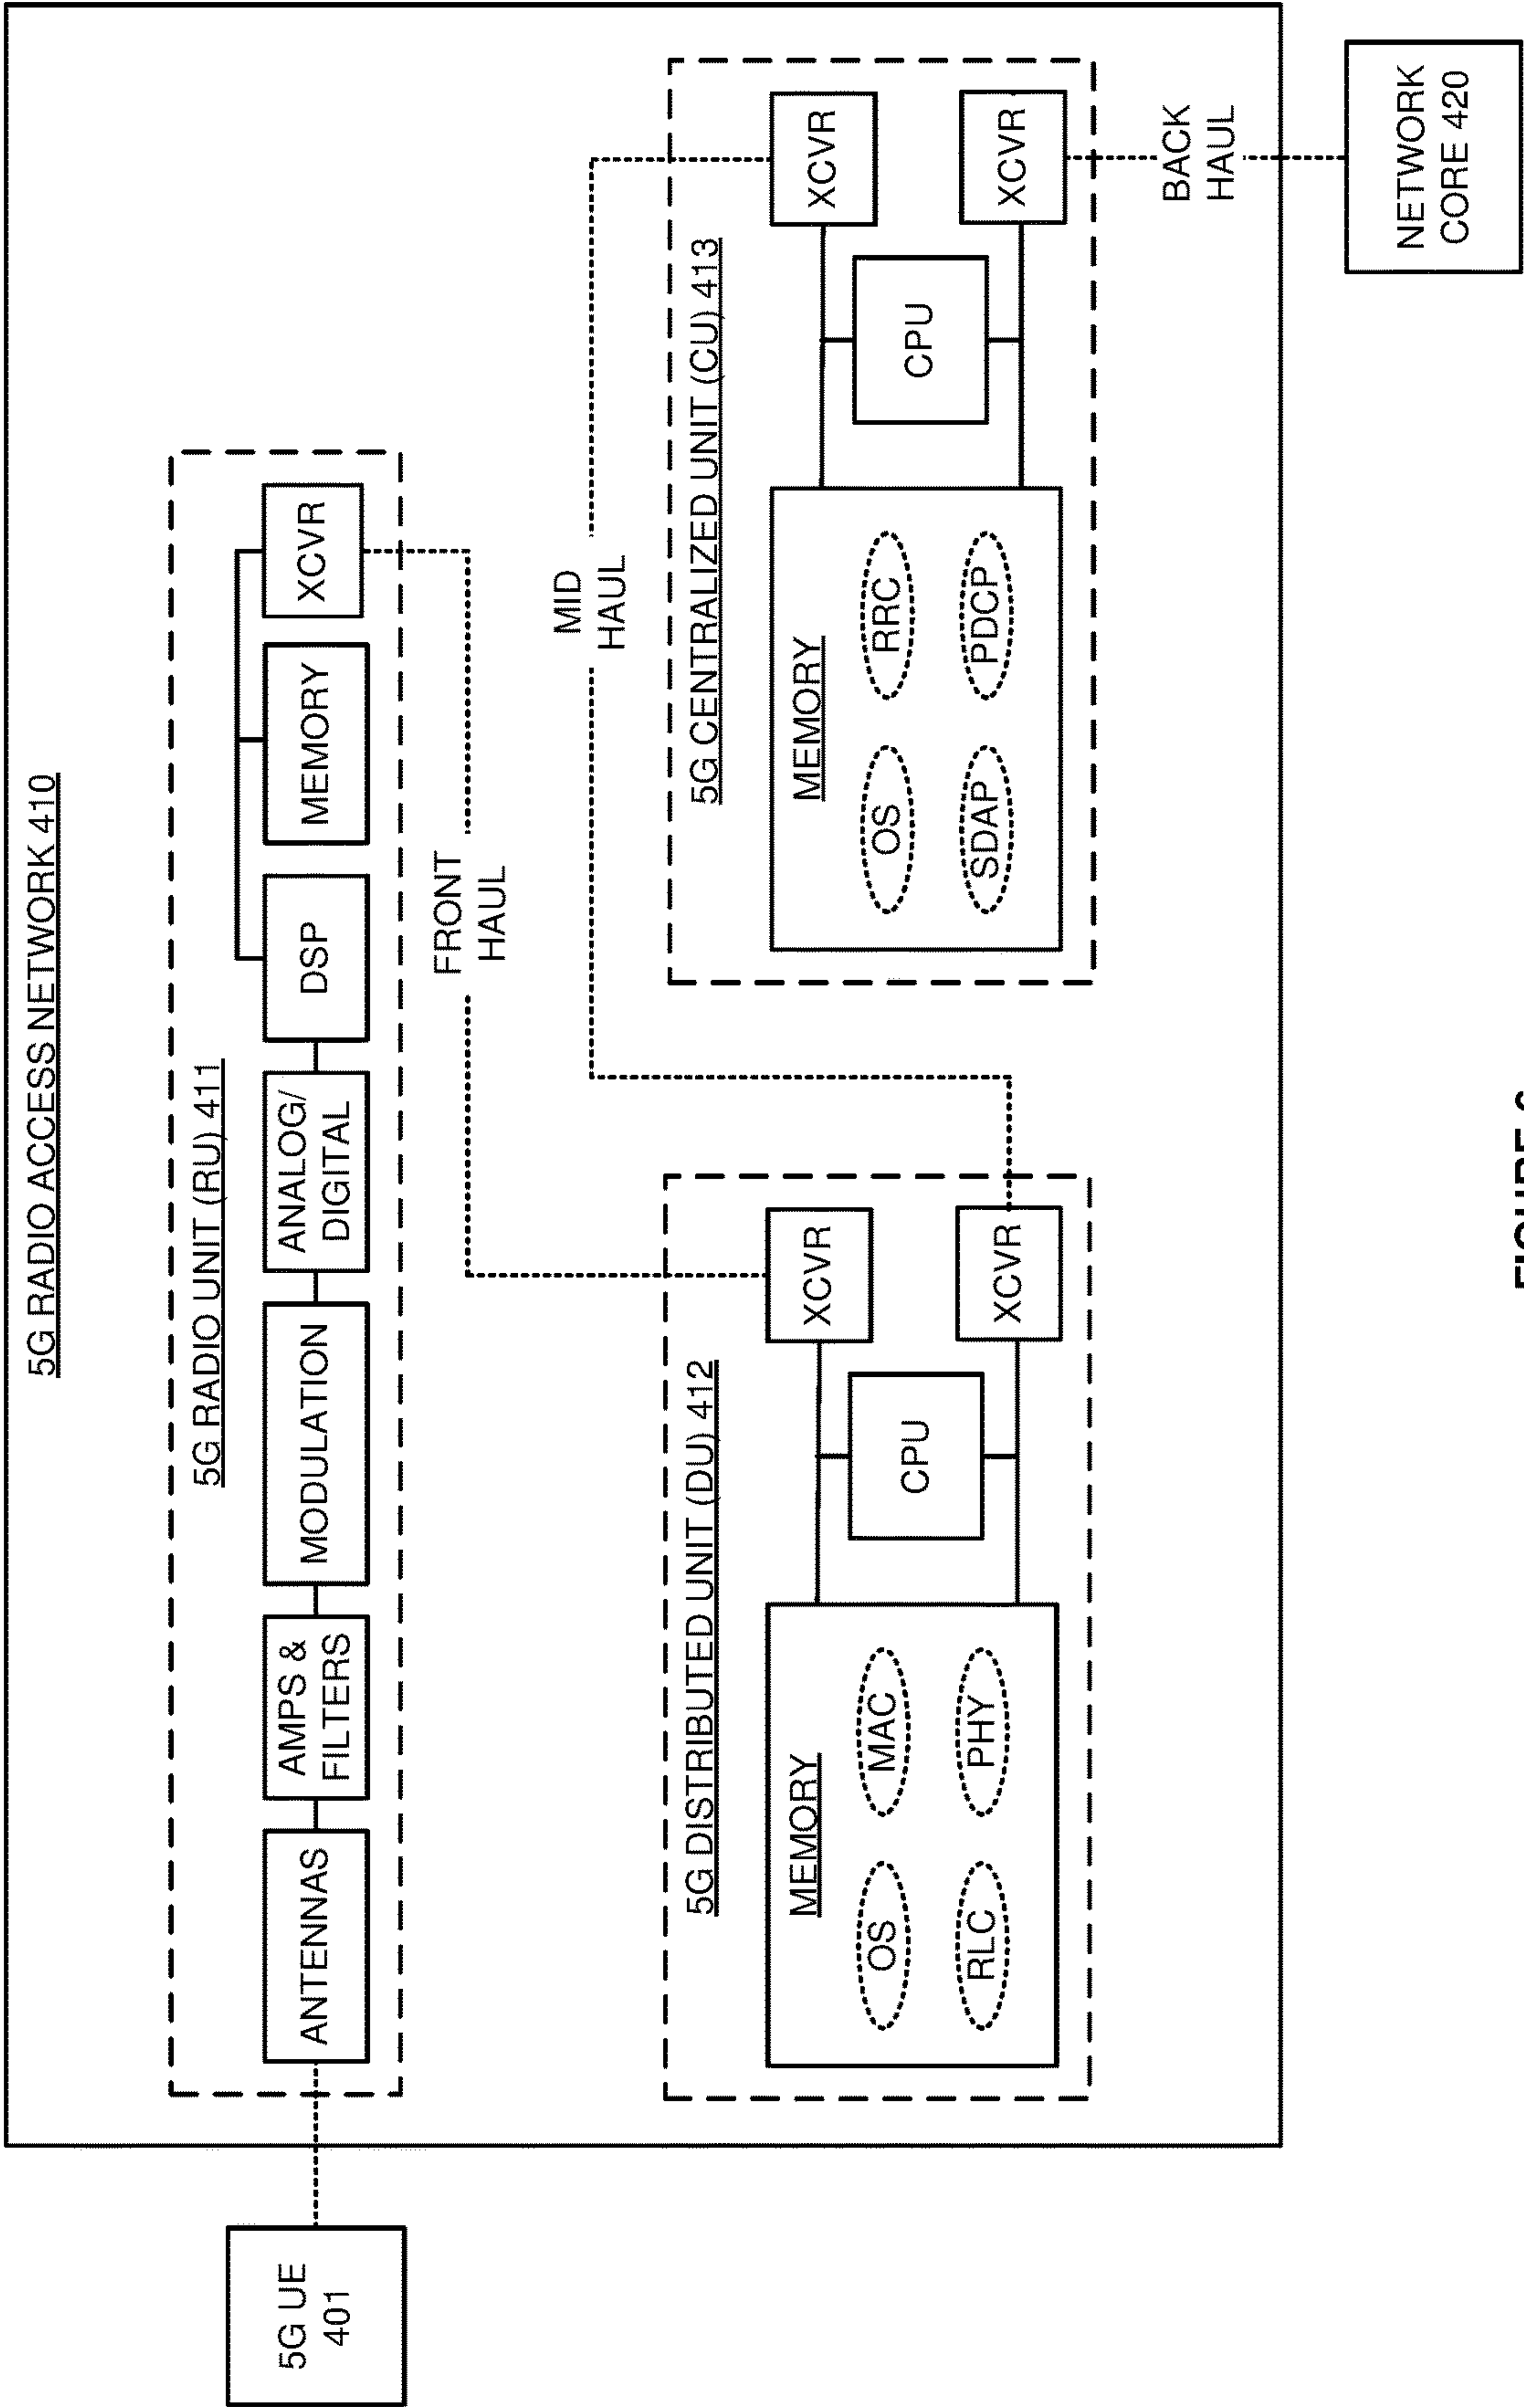 5G RADIO ACCESS NETWORK 410
5G RADIO UNIT (RU) 411
5G UE
401
ANTENNAS
AMPS &
FILTERS
MODULATION
ANALOG/
DIGITAL
DSP
MEMORY
XCVR
FRONT
HAUL
MID
HAUL
5G DISTRIBUTED UNIT (DU) 412
MEMORY
OS
MAC
RLC
PHY
CPU
XCVR
XCVR
5G CENTRALIZED UNIT (CU) 413
MEMORY
OS
RRC
SDAP
PDCP
CPU
XCVR
XCVR
BACK
HAUL
NETWORK
CORE 420
FIGURE